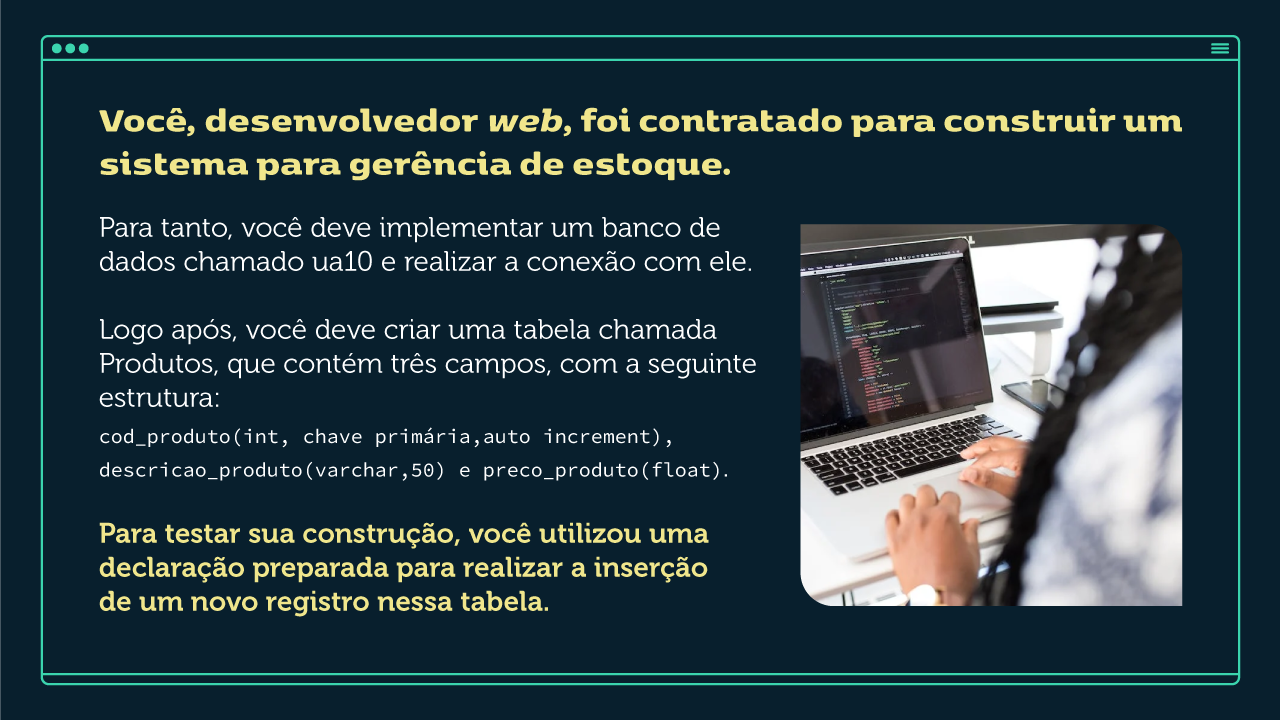 Você, desenvolvedor web, foi contratado para construir um
sistema para gerência de estoque.
Para tanto, você deve implementar um banco de
dados chamado ua10 e realizar a conexão com ele.
Logo após, você deve criar uma tabela chamada
Produtos, que contém três campos, com a seguinte
estrutura:
cod_produto(int, chave primária,auto increment),
descricao_produto(varchar,50) e preco_produto(float).
Para testar sua construção, você utilizou uma
declaração preparada para realizar a inserção
de um novo registro nessa tabela.